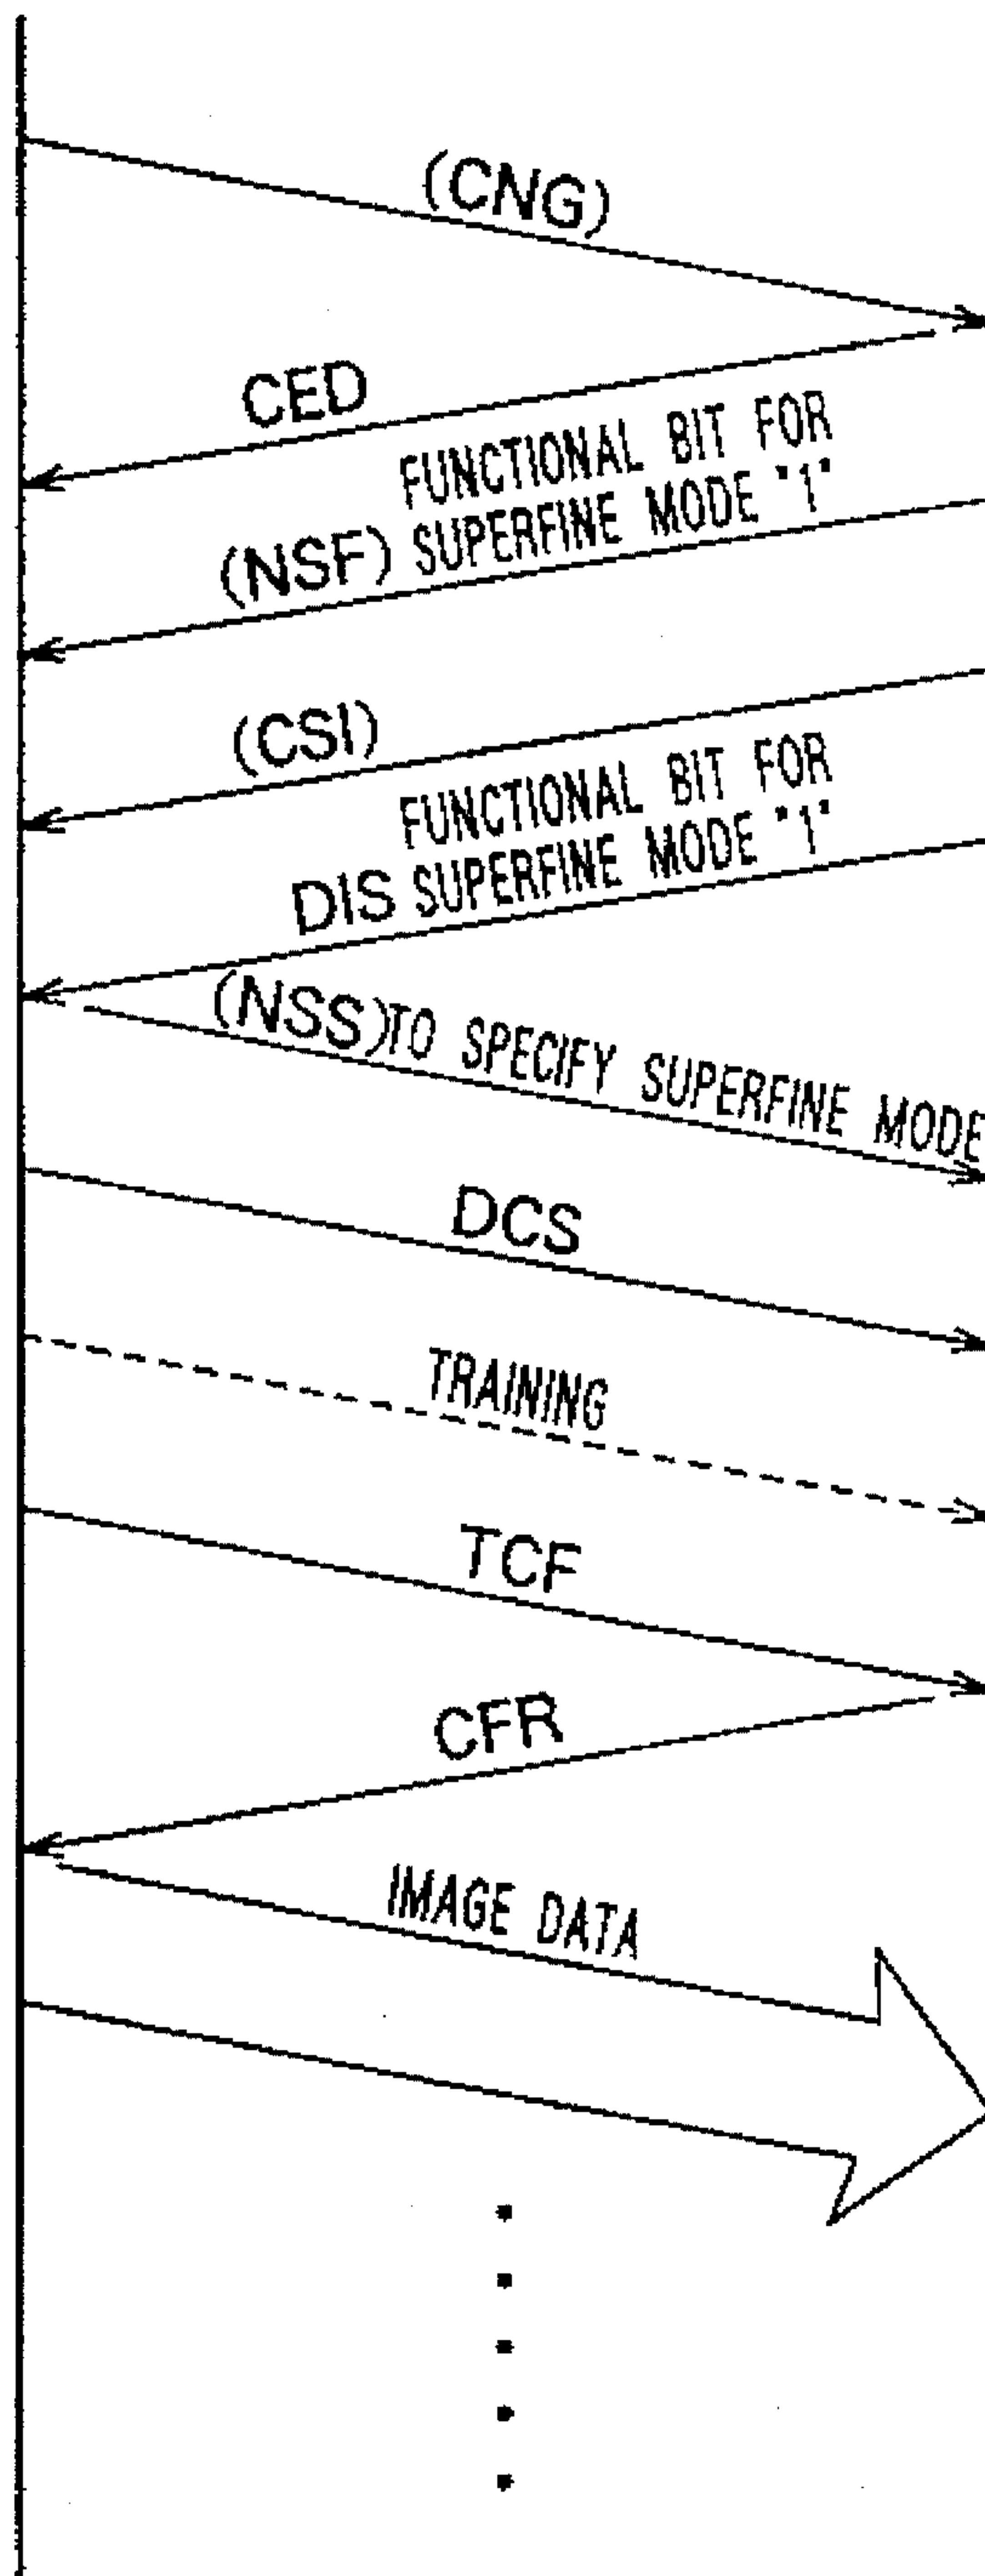 (CNG)
CED
FUNCTIONAL BIT FOR
(NSF) SUPERFINE MODE "1"
(CSI)
FUNCTIONAL BIT FOR
DIS SUPERFINE MODE "1"
(NSS) TO SPECIFY SUPERFINE MODE
DCS
TRAINING
TCF
CFR
IMAGE DATA